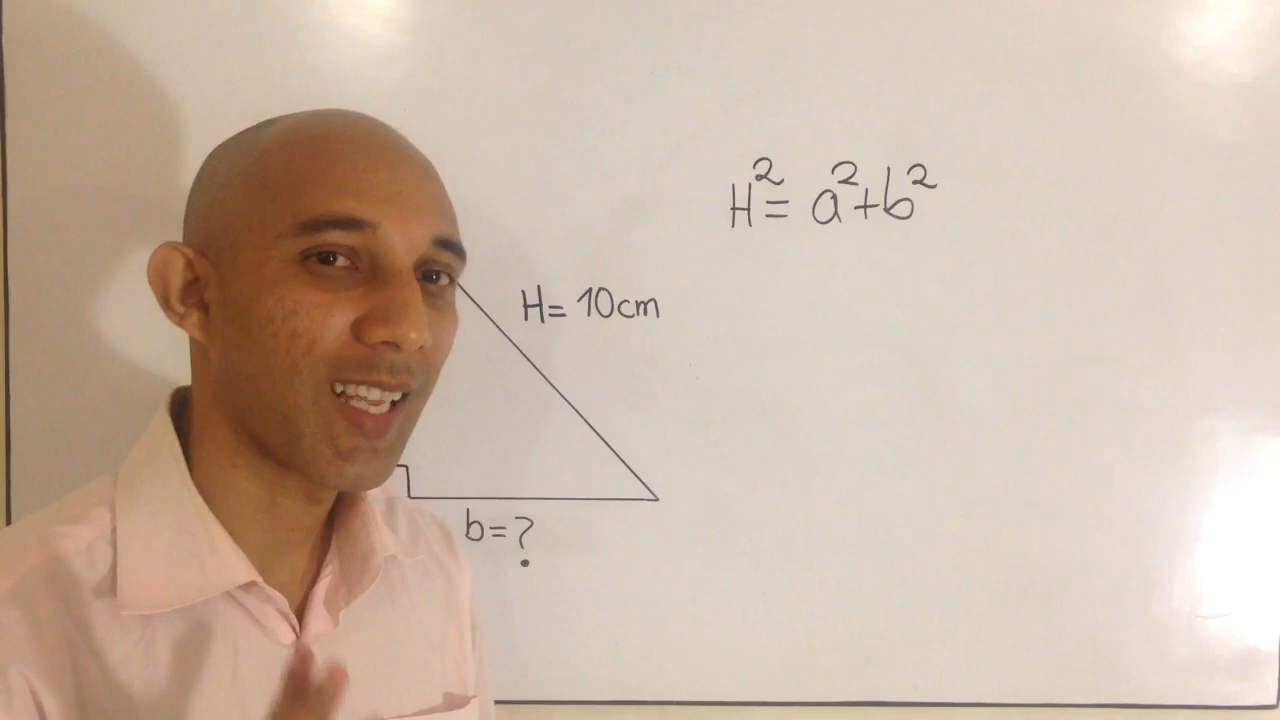 H²= a²+b²
H= 10cm
b=?